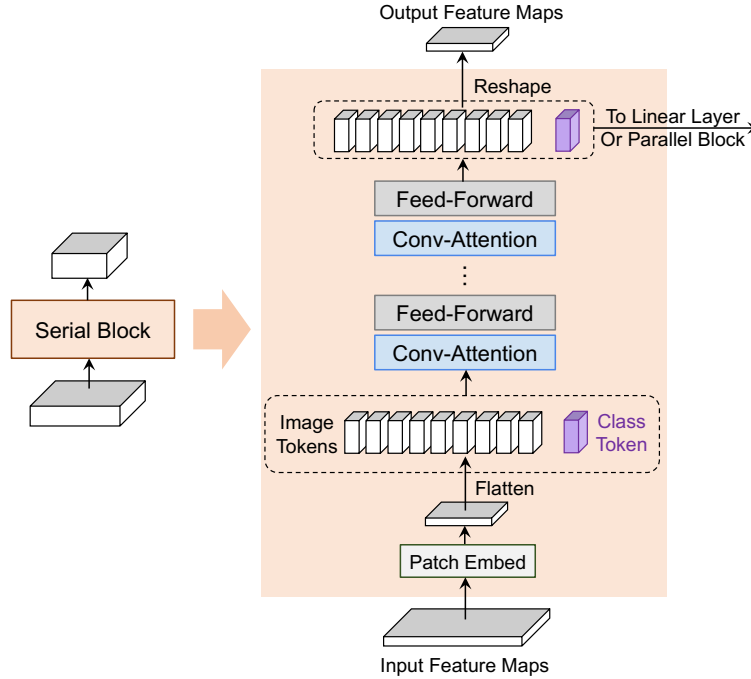 Output Feature Maps
Reshape
To Linear Layer
Or Parallel Block
Feed-Forward
Conv-Attention
...
Feed-Forward
Conv-Attention
Serial Block
Image
Tokens
Class
Token
Flatten
Patch Embed
Input Feature Maps